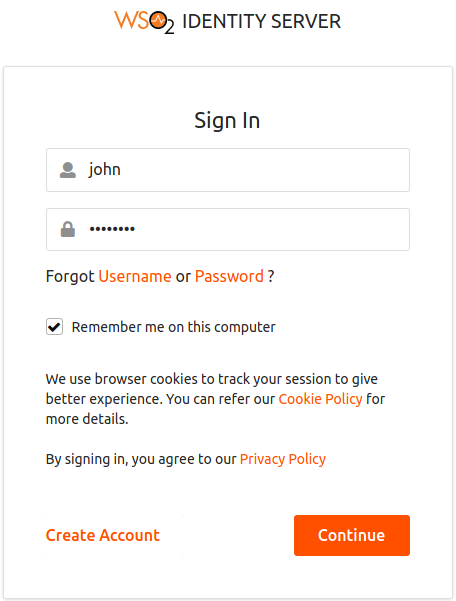 WSO2 IDENTITY SERVER
Sign In
john
••••••••
Forgot Username or Password ?
Remember me on this computer
We use browser cookies to track your session to give
better experience. You can refer our Cookie Policy for
more details.
By signing in, you agree to our Privacy Policy
Create Account
Continue